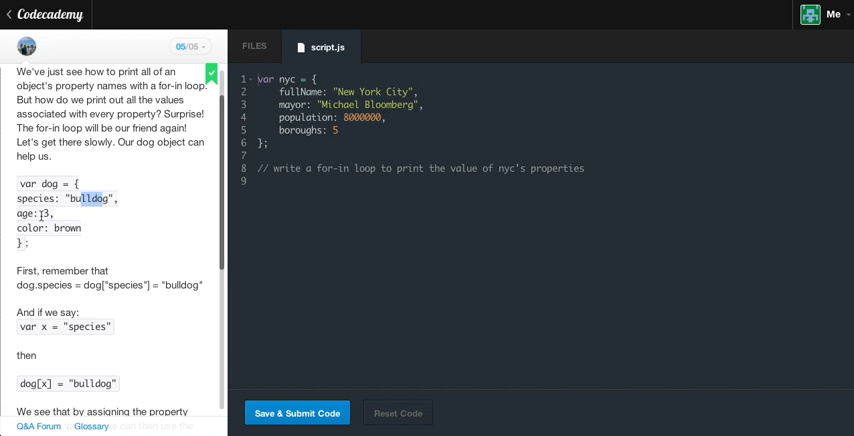 Codecademy
Me
05/05
We've just see how to print all of an
object's property names with a for-in loop.
But how do we print out all the values
associated with every property? Surprise!
The for-in loop will be our friend again!
Let's get there slowly. Our dog object can
help us.
var dog = {
species: "bulldog",
age: 3,
color: brown
};
First, remember that
dog.species = dog["species"] = "bulldog"
And if we say:
var x = "species"
then
dog[x] = "bulldog"
We see that by assigning the property
Q&A Forum Glossary
FILES
script.js
1 var nyc = {
2 fullName: "New York City",
3 mayor: "Michael Bloomberg",
4 population: 8000000,
5 boroughs: 5
6 };
7
8 // write a for-in loop to print the value of nyc's properties
9
Save & Submit Code
Reset Code